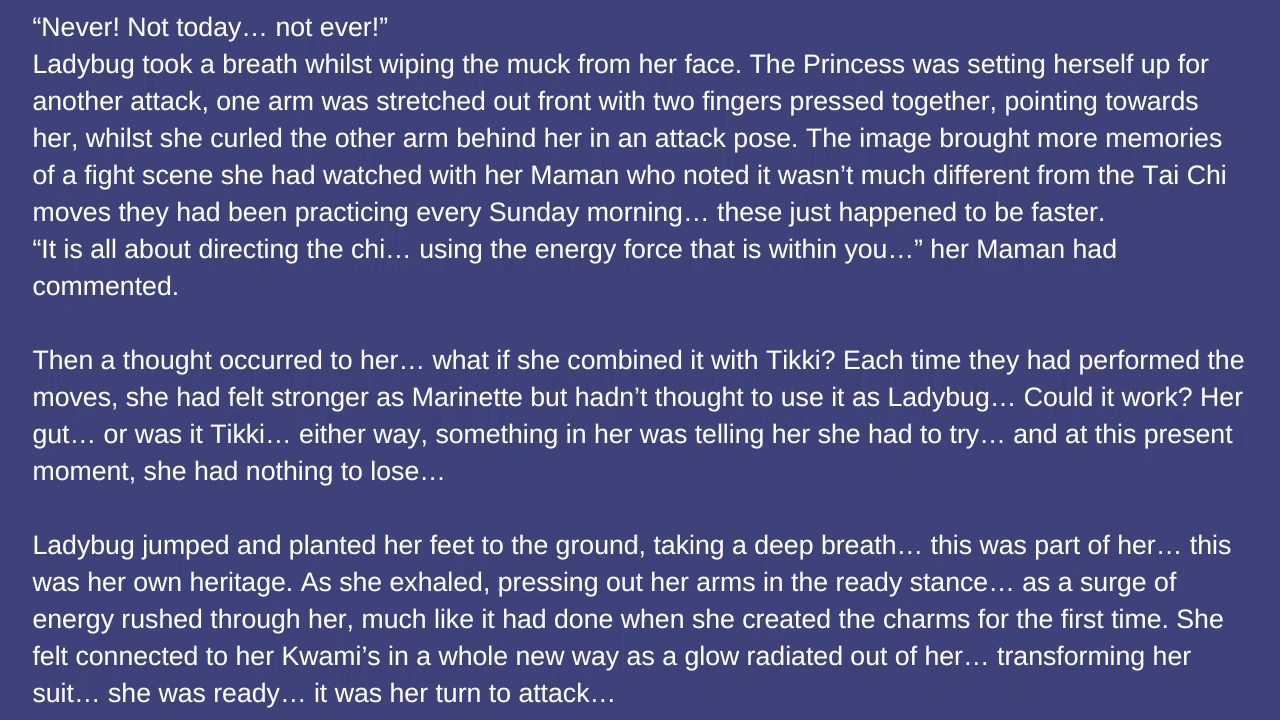 “Never! Not today… not ever!”
Ladybug took a breath whilst wiping the muck from her face. The Princess was setting herself up for
another attack, one arm was stretched out front with two fingers pressed together, pointing towards
her, whilst she curled the other arm behind her in an attack pose. The image brought more memories
of a fight scene she had watched with her Maman who noted it wasn’t much different from the Tai Chi
moves they had been practicing every Sunday morning… these just happened to be faster.
“It is all about directing the chi… using the energy force that is within you…” her Maman had
commented.

Then a thought occurred to her… what if she combined it with Tikki? Each time they had performed the
moves, she had felt stronger as Marinette but hadn’t thought to use it as Ladybug… Could it work? Her
gut… or was it Tikki… either way, something in her was telling her she had to try… and at this present
moment, she had nothing to lose…

Ladybug jumped and planted her feet to the ground, taking a deep breath… this was part of her… this
was her own heritage. As she exhaled, pressing out her arms in the ready stance… as a surge of
energy rushed through her, much like it had done when she created the charms for the first time. She
felt connected to her Kwami’s in a whole new way as a glow radiated out of her… transforming her
suit… she was ready… it was her turn to attack…